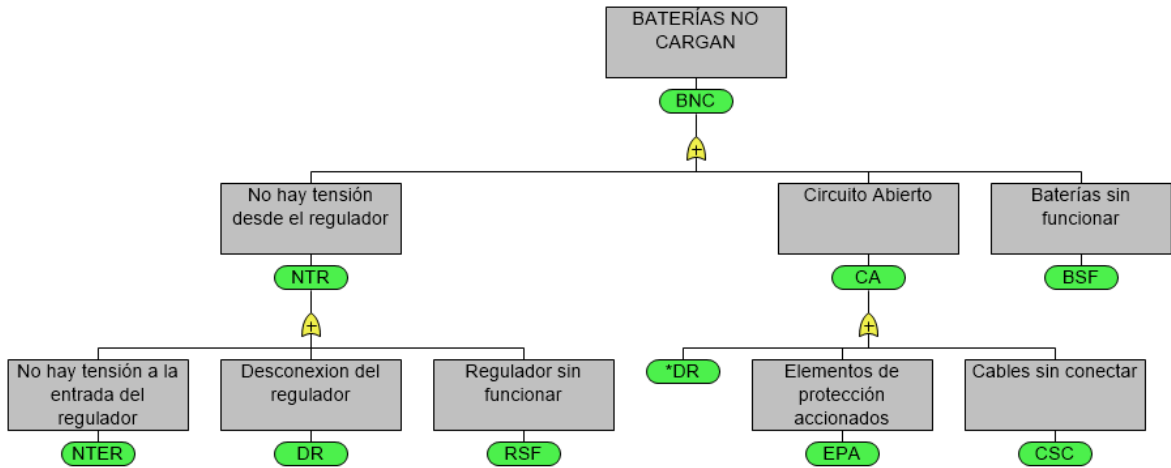 BATERÍAS NO
CARGAN
BNC
+
No hay tensión
desde el regulador
NTR
Circuito Abierto
CA
Baterías sin
funcionar
BSF
+
+
No hay tensión a la
entrada del
regulador
NTER
Desconexion del
regulador
DR
Regulador sin
funcionar
RSF
*DR
Elementos de
protección
accionados
EPA
Cables sin conectar
CSC